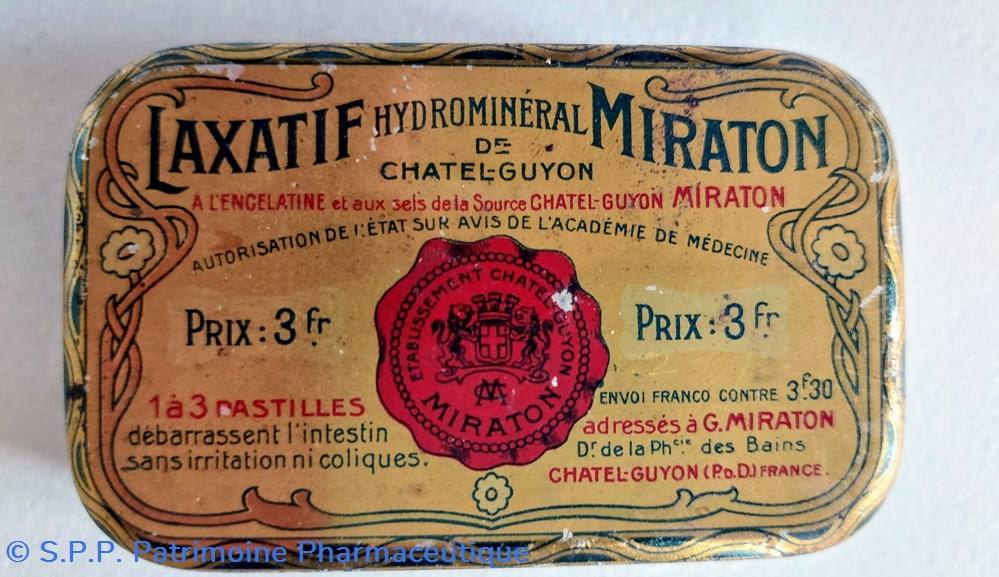 LAXATIF HYDROMINÉRAL MIRATON
DE
CHATEL-GUYON
A L'ENCELATINE et aux sels de la Source CHATEL-GUYON MIRATON
AUTORISATION DE L'ÉTAT SUR AVIS DE L'ACADÉMIE DE MÉDECINE
PRIX : 3 fr
ETABLISSEMENT CHATEL-GUYON
M
MIRATON
PRIX : 3 fr
1 à 3 PASTILLES
débarrassent l'intestin
sans irritation ni coliques.
ENVOI FRANCO CONTRE 3F30
adressés à G. MIRATON
Dr. de la Phcie des Bains
CHATEL-GUYON (P.D.D.) FRANCE.
© S.P.P. Patrimoine Pharmaceutique